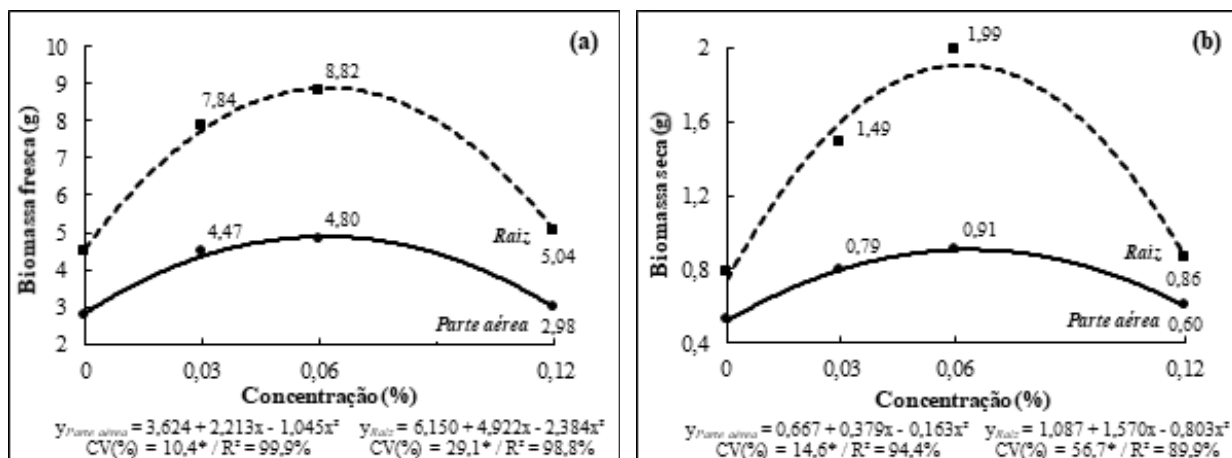 (a)
Biomassa fresca (g)
10
9
8
7
6
5
4
3
2
7,84
8,82
4,47
4,80
Raiz
5,04
Parte aérea
2,98
0
0,03
0,06
0,12
Concentração (%)
yParte aérea = 3,624 + 2,213x - 1,045x² yRaiz = 6,150 + 4,922x - 2,384x²
CV(%) = 10,4* / R² = 99,9% CV(%) = 29,1* / R² = 98,8%
(b)
Biomassa seca (g)
2
1,6
1,2
0,8
0,4
1,99
1,49
0,79
0,91
Raiz
0,86
Parte aérea
0,60
0
0,03
0,06
0,12
Concentração (%)
yParte aérea = 0,667 + 0,379x - 0,163x² yRaiz = 1,087 + 1,570x - 0,803x²
CV(%) = 14,6* / R² = 94,4% CV(%) = 56,7* / R² = 89,9%